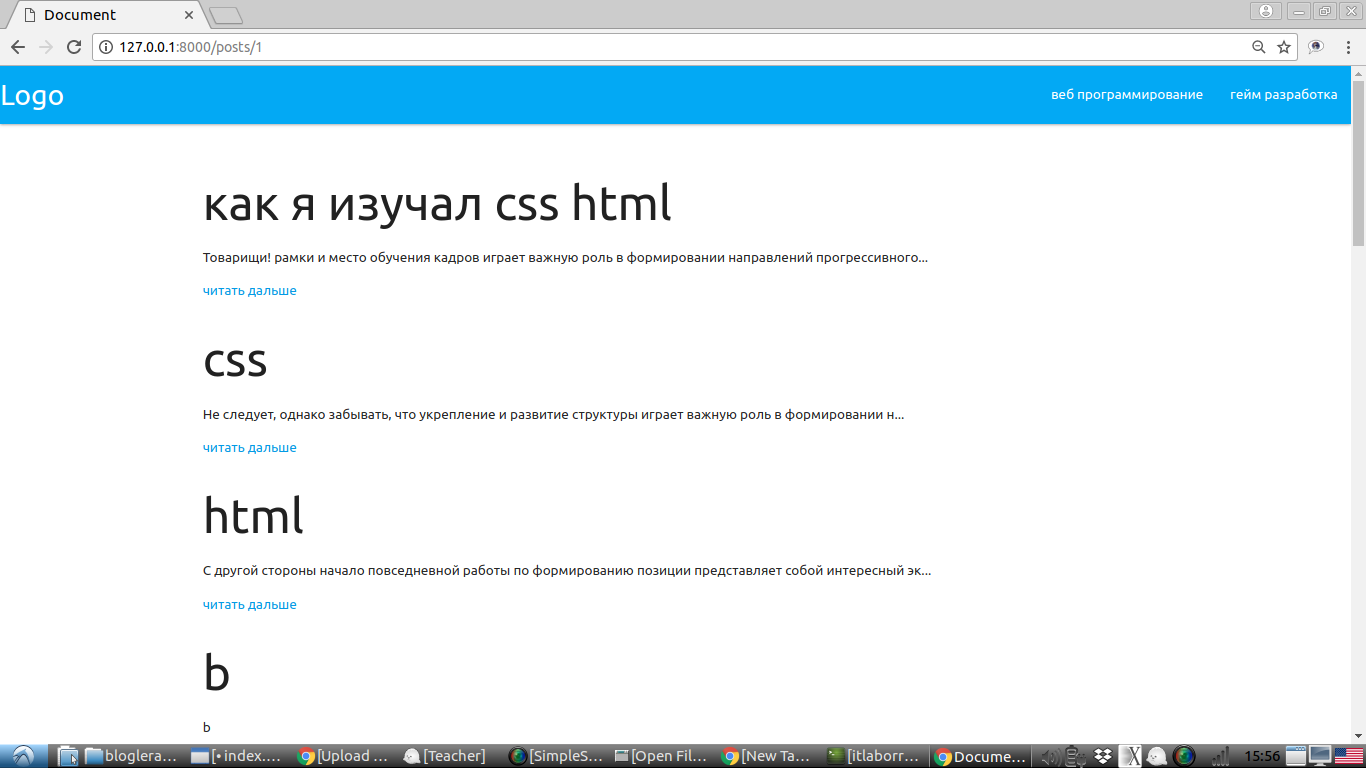 Document
127.0.0.1:8000/posts/1
Logo
веб программирование
гейм разработка
как я изучал css html
Товарищи! рамки и место обучения кадров играет важную роль в формировании направлений прогрессивного...
читать дальше
css
Не следует, однако забывать, что укрепление и развитие структуры играет важную роль в формировании н...
читать дальше
html
С другой стороны начало повседневной работы по формированию позиции представляет собой интересный эк...
читать дальше
b
b
bloglera... [•index.... [Upload ... [Teacher] [SimpleS... [Open Fil... [New Ta... [itlaborr... Docume... 15:56